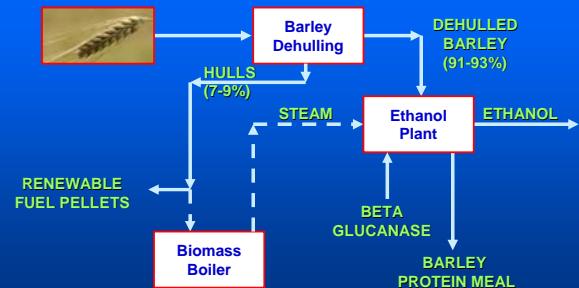 Barley
Dehulling
DEHULLED
BARLEY
(91-93%)
HULLS
(7-9%)
STEAM
Ethanol
Plant
ETHANOL
RENEWABLE
FUEL PELLETS
BETA
GLUCANASE
Biomass
Boiler
BARLEY
PROTEIN MEAL